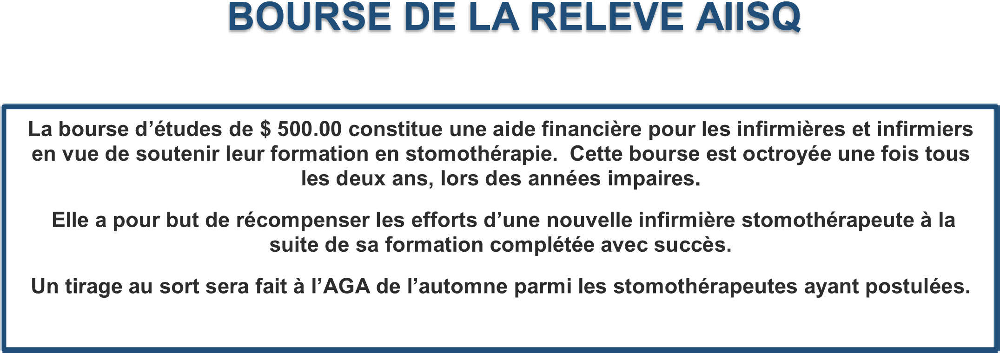 BOURSE DE LA RELEVE AIISQ
La bourse d’études de $ 500.00 constitue une aide financière pour les infirmières et infirmiers
en vue de soutenir leur formation en stomothérapie.  Cette bourse est octroyée une fois tous
les deux ans, lors des années impaires.
Elle a pour but de récompenser les efforts d’une nouvelle infirmière stomothérapeute à la
suite de sa formation complétée avec succès.
Un tirage au sort sera fait à l’AGA de l’automne parmi les stomothérapeutes ayant postulées.